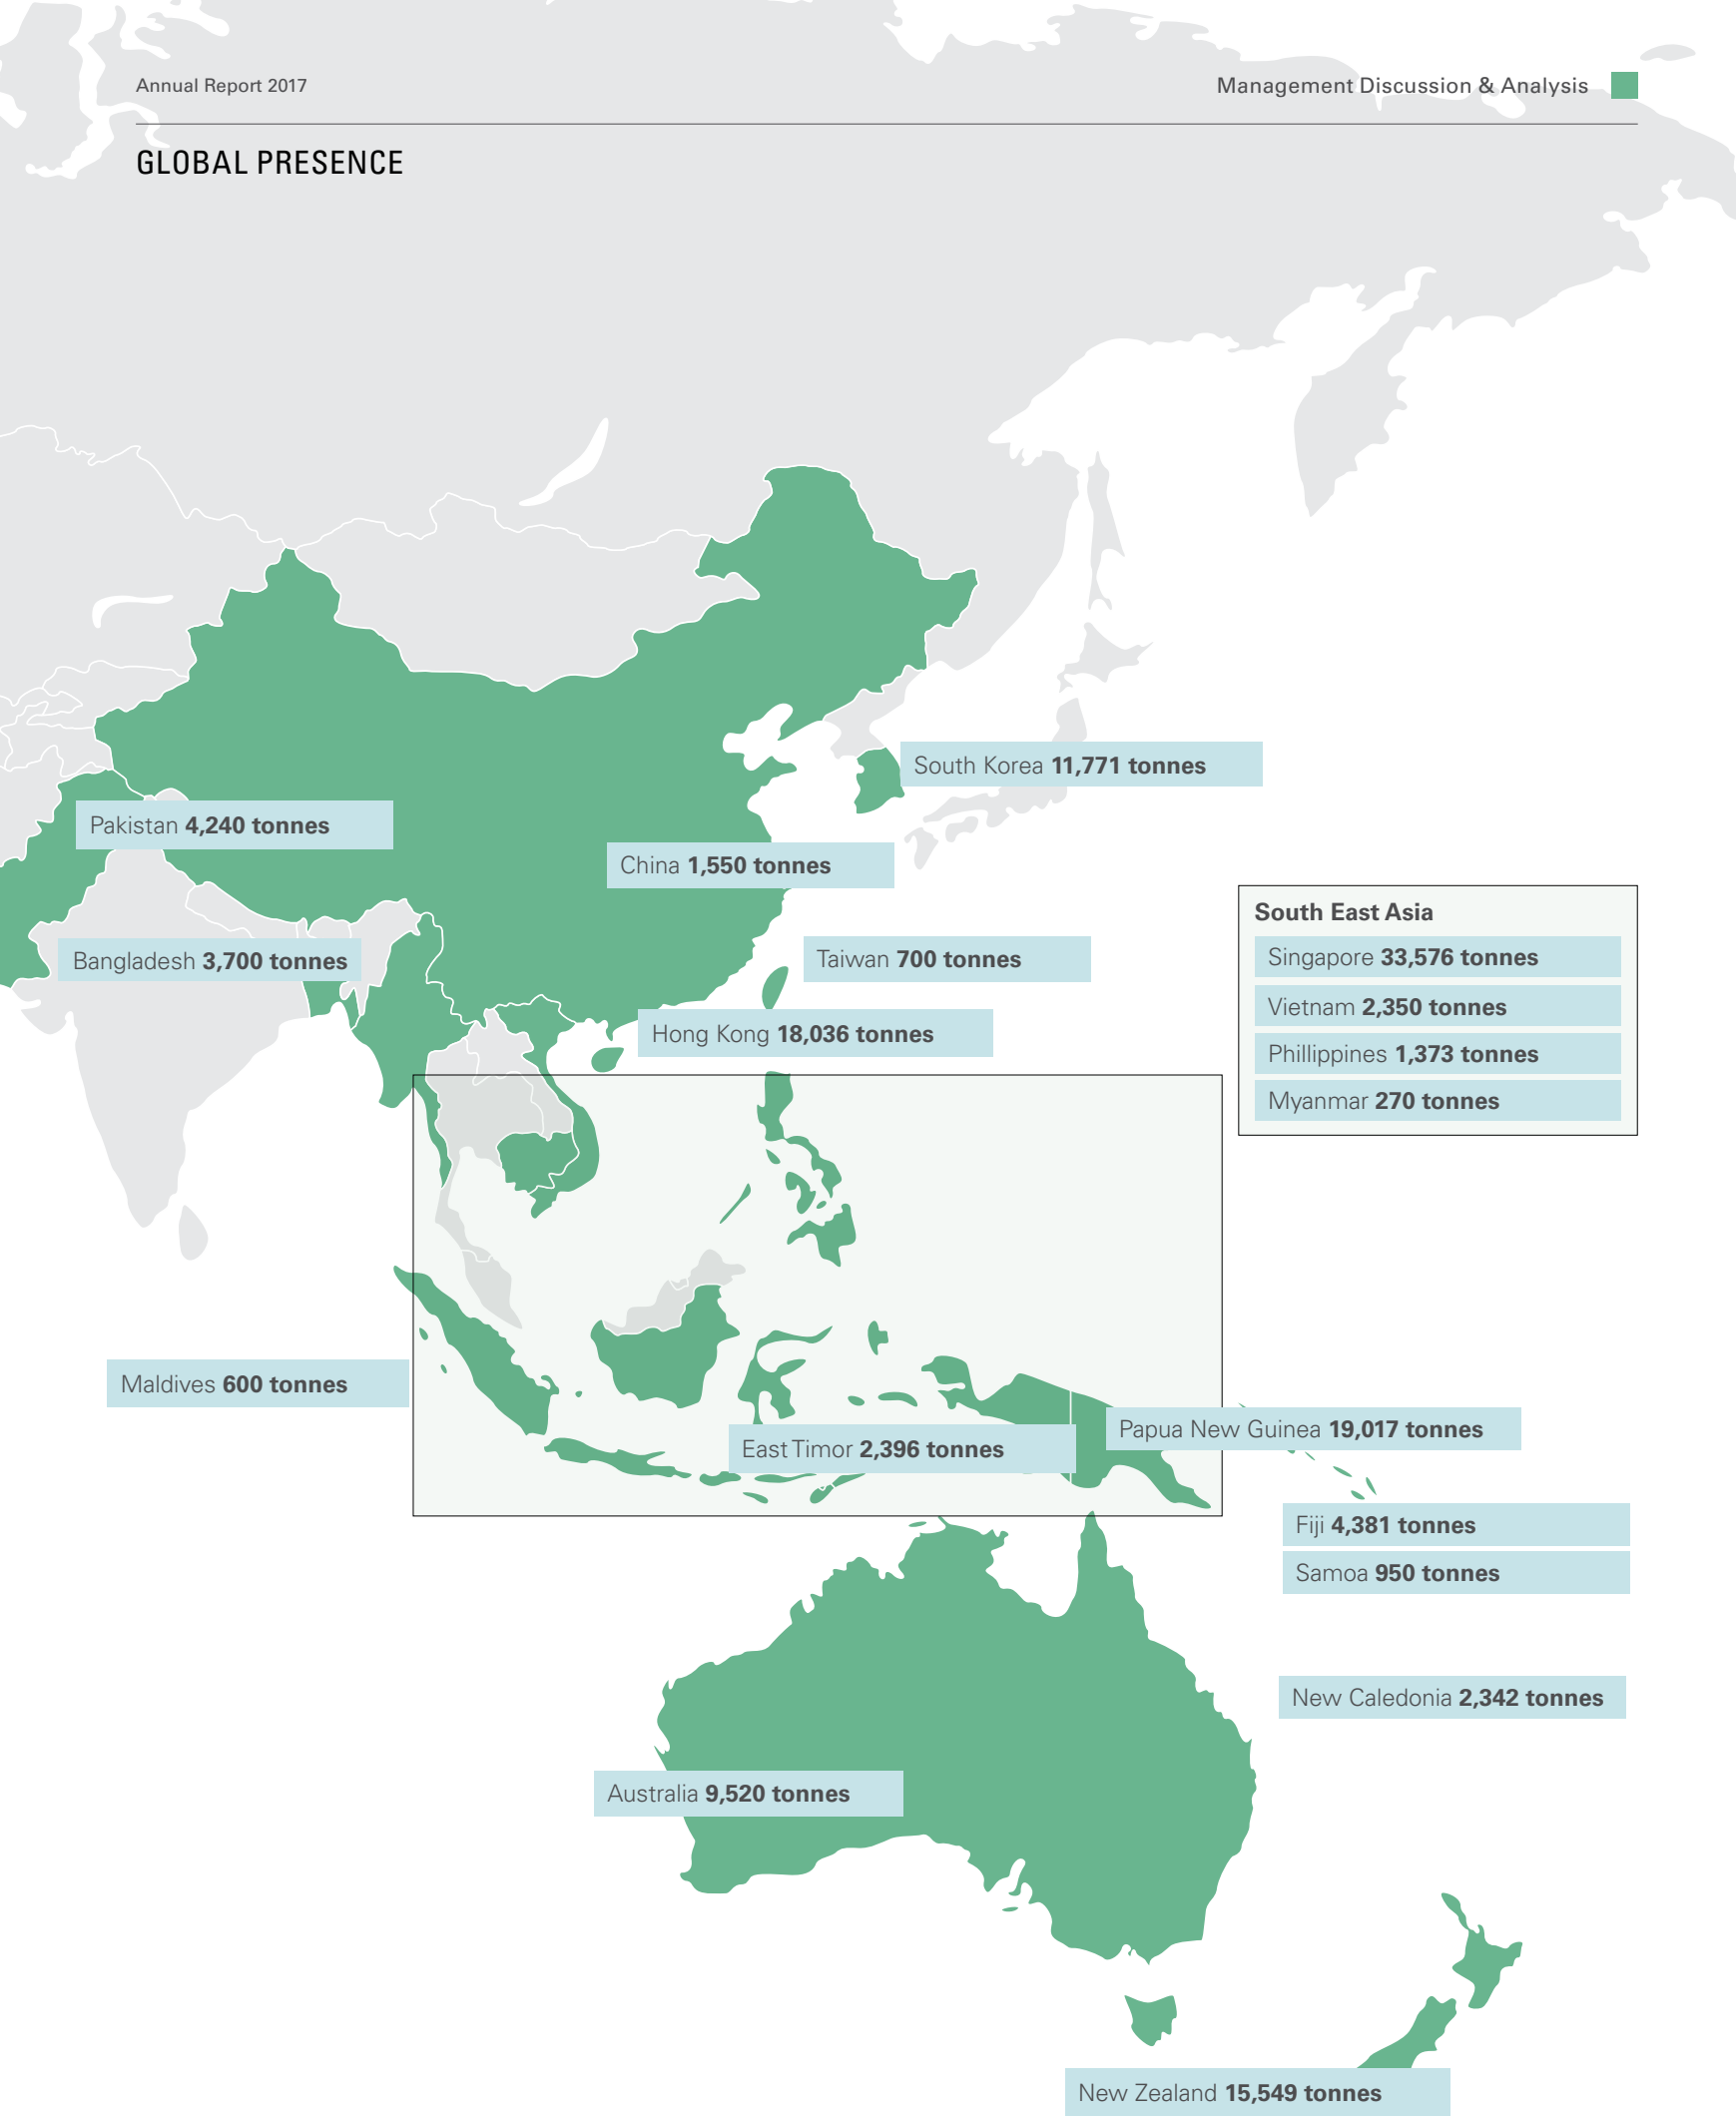 Annual Report 2017
Management Discussion & Analysis
GLOBAL PRESENCE
South Korea 11,771 tonnes
Pakistan 4,240 tonnes
China 1,550 tonnes
South East Asia
Singapore 33,576 tonnes
Vietnam 2,350 tonnes
Phillippines 1,373 tonnes
Myanmar 270 tonnes
Bangladesh 3,700 tonnes
Taiwan 700 tonnes
Hong Kong 18,036 tonnes
Maldives 600 tonnes
Papua New Guinea 19,017 tonnes
East Timor 2,396 tonnes
Fiji 4,381 tonnes
Samoa 950 tonnes
New Caledonia 2,342 tonnes
Australia 9,520 tonnes
New Zealand 15,549 tonnes